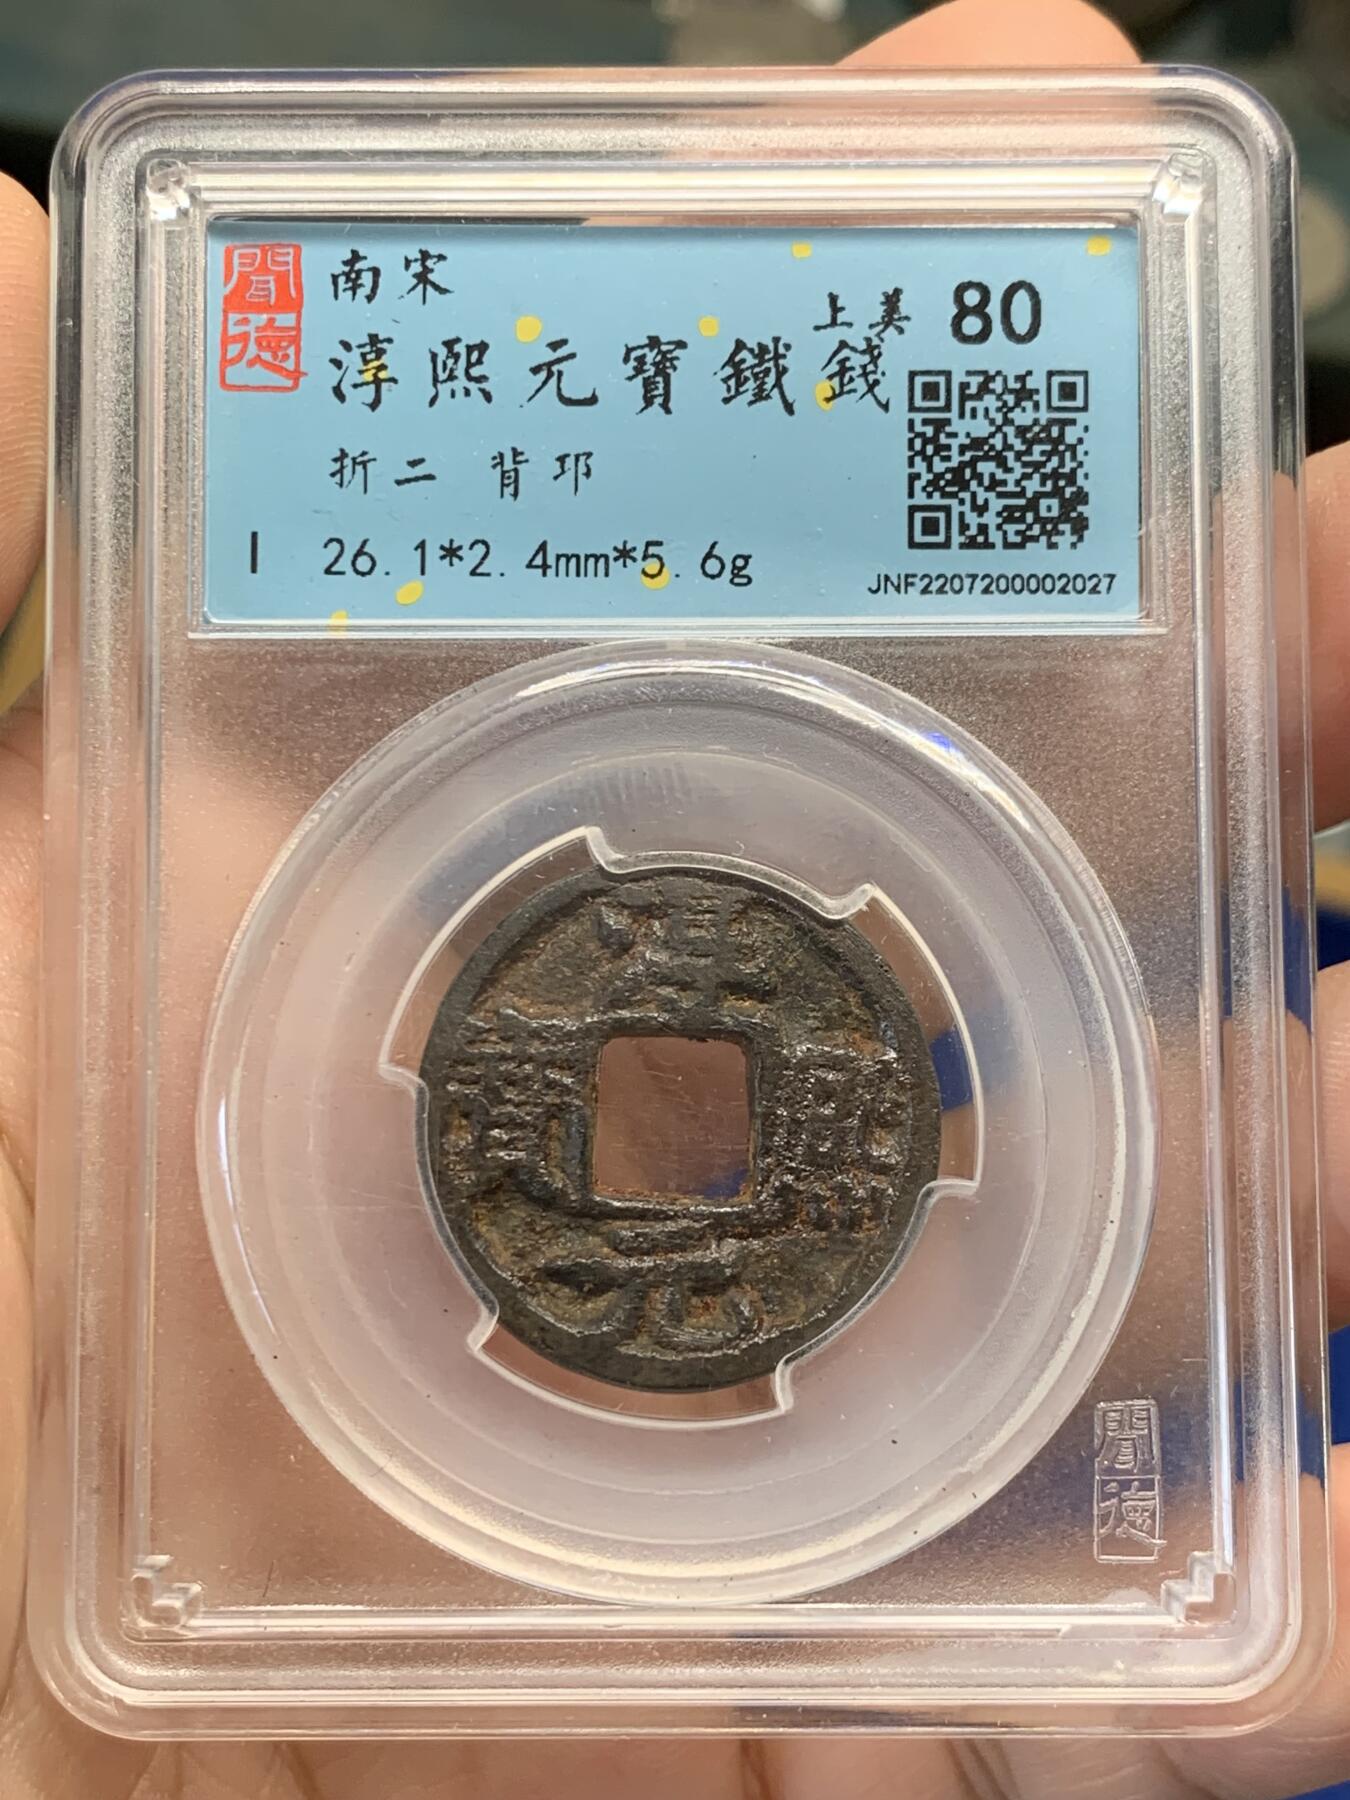 聞德
南宋
上美 80
淳熙元寶鐵錢
折二 背邛
I 26.1*2.4mm*5.6g
JNF2207200002027
淳熙元寶
聞德